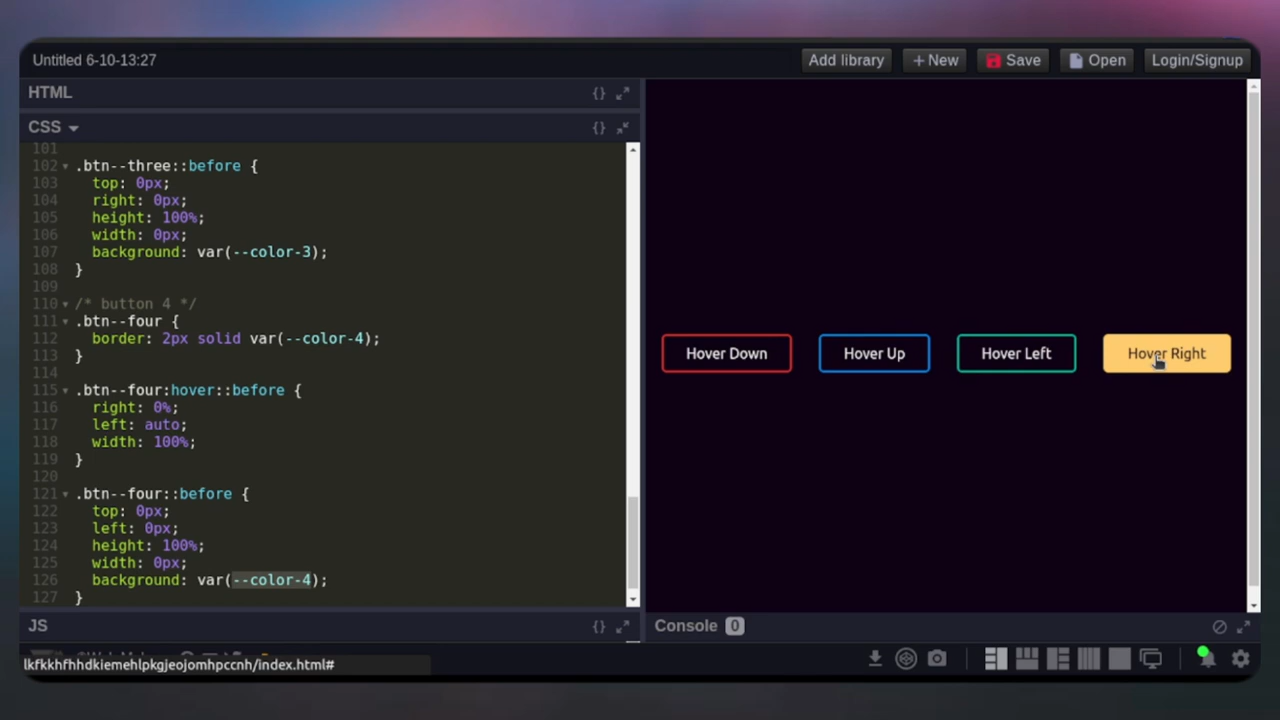 Untitled 6-10-13:27
Add library
+ New
Save
Open
Login/Signup
HTML
{}
CSS
{}
101
102 .btn--three::before {
103 top: 0px;
104 right: 0px;
105 height: 100%;
106 width: 0px;
107 background: var(--color-3);
108 }
109
110 /* button 4 */
111 .btn--four {
112 border: 2px solid var(--color-4);
113 }
114
115 .btn--four:hover::before {
116 right: 0%;
117 left: auto;
118 width: 100%;
119 }
120
121 .btn--four::before {
122 top: 0px;
123 left: 0px;
124 height: 100%;
125 width: 0px;
126 background: var(--color-4);
127 }
Hover Down
Hover Up
Hover Left
Hover Right
JS
{}
Console 0
lkfkkhfhhdkiemehlpkgjeojomhpccnh/index.html#